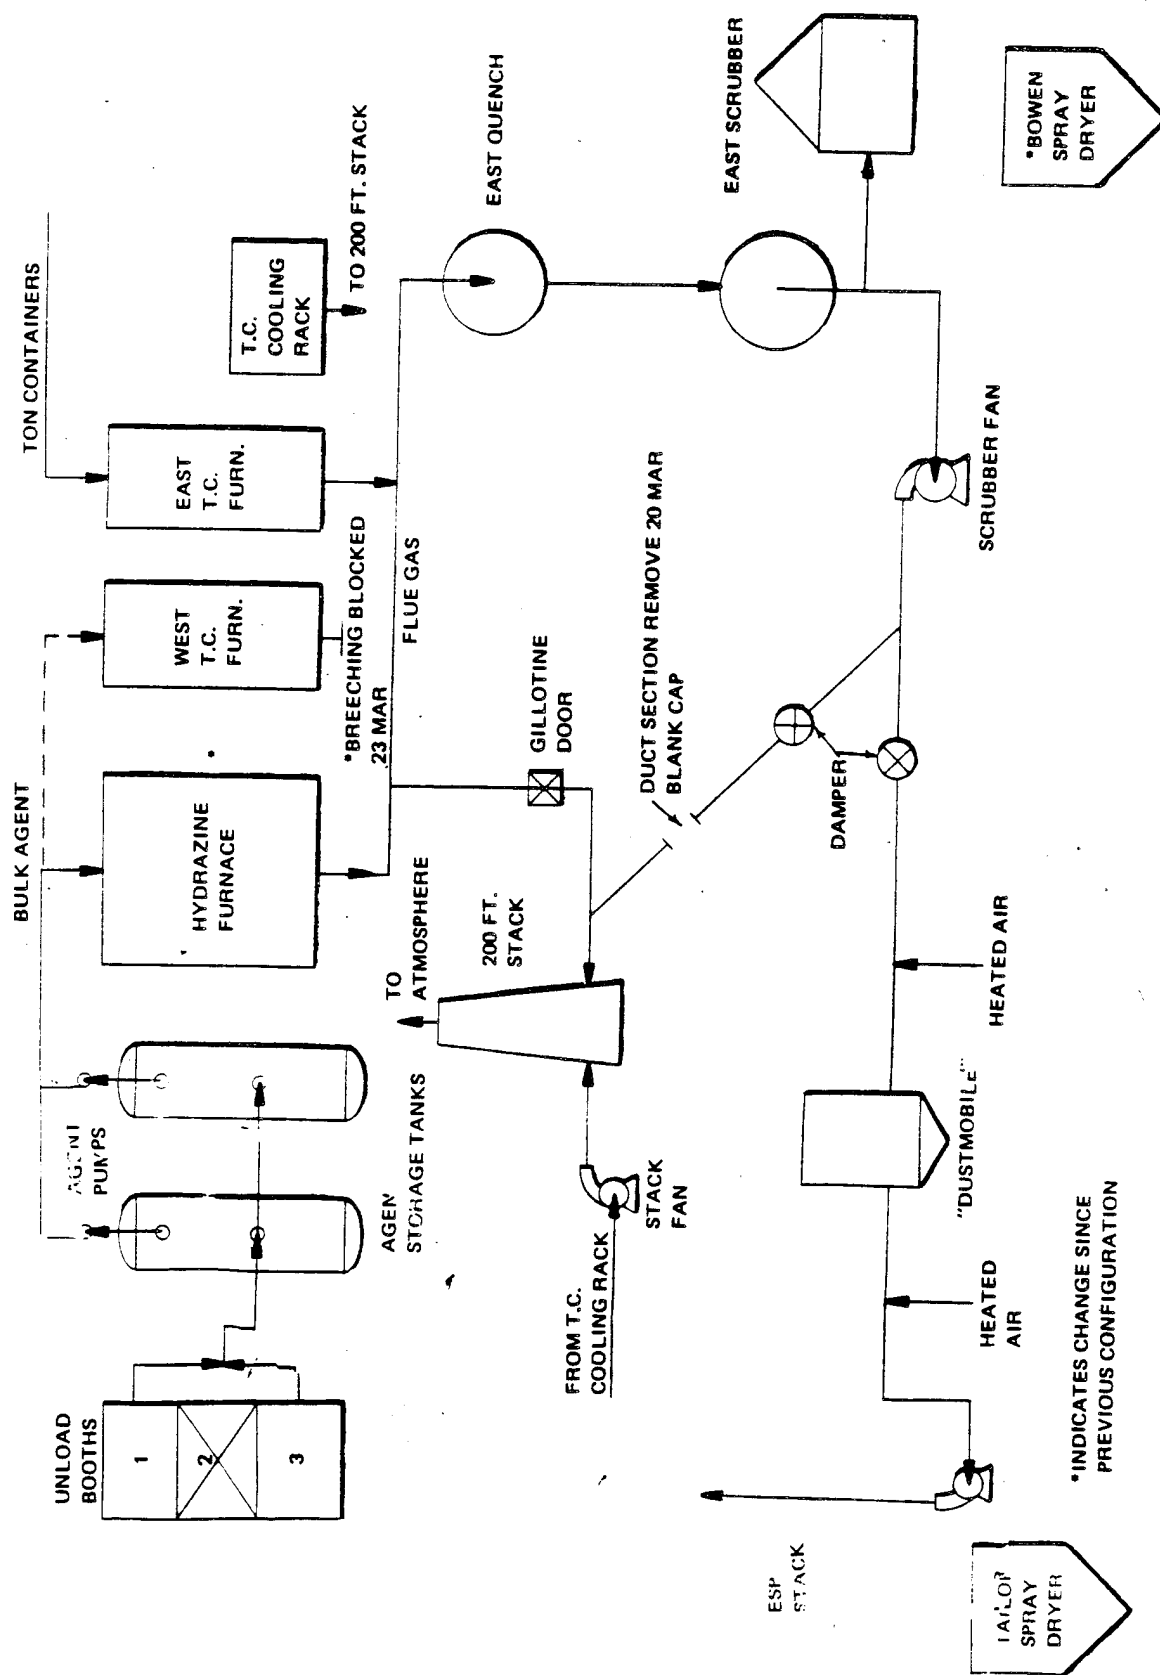 UNLOAD
BOOTHS
1
2
3
AGENT
PUMPS
STORAGE TANKS
BULK AGENT
HYDRAZINE
FURNACE
*
WEST
T.C.
FURN.
EAST
T.C.
FURN.
TON CONTAINERS
T.C.
COOLING
RACK
TO 200 FT. STACK
*BREECHING BLOCKED
23 MAR
FLUE GAS
TO
ATMOSPHERE
200 FT.
STACK
GILLOTINE
DOOR
EAST QUENCH
FROM T.C.
COOLING RACK
STACK
FAN
DUCT SECTION REMOVE 20 MAR
BLANK CAP
DAMPER
EAST SCRUBBER
SCRUBBER FAN
*BOWEN
SPRAY
DRYER
HEATED AIR
"DUSTMOBILE"
HEATED
AIR
ESP
STACK
SPRAY
DRYER
*INDICATES CHANGE SINCE
PREVIOUS CONFIGURATION